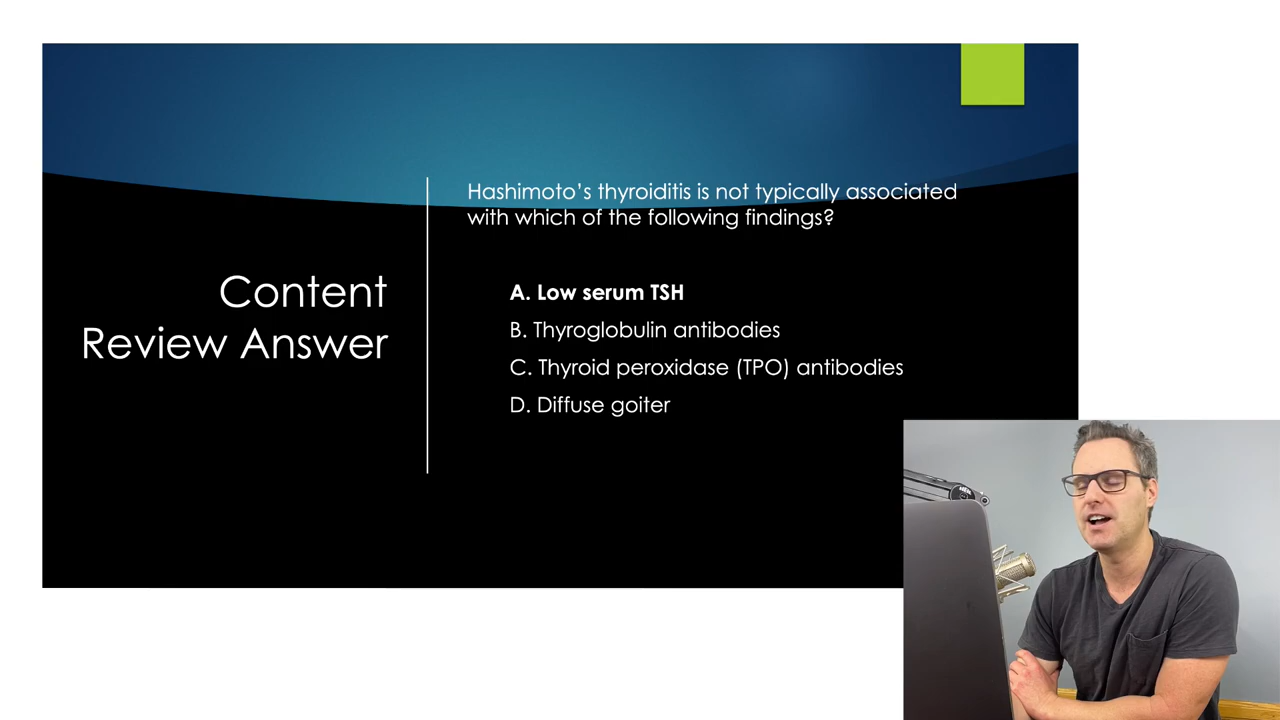 Content
Review Answer
Hashimoto's thyroiditis is not typically associated
with which of the following findings?
A. Low serum TSH
B. Thyroglobulin antibodies
C. Thyroid peroxidase (TPO) antibodies
D. Diffuse goiter